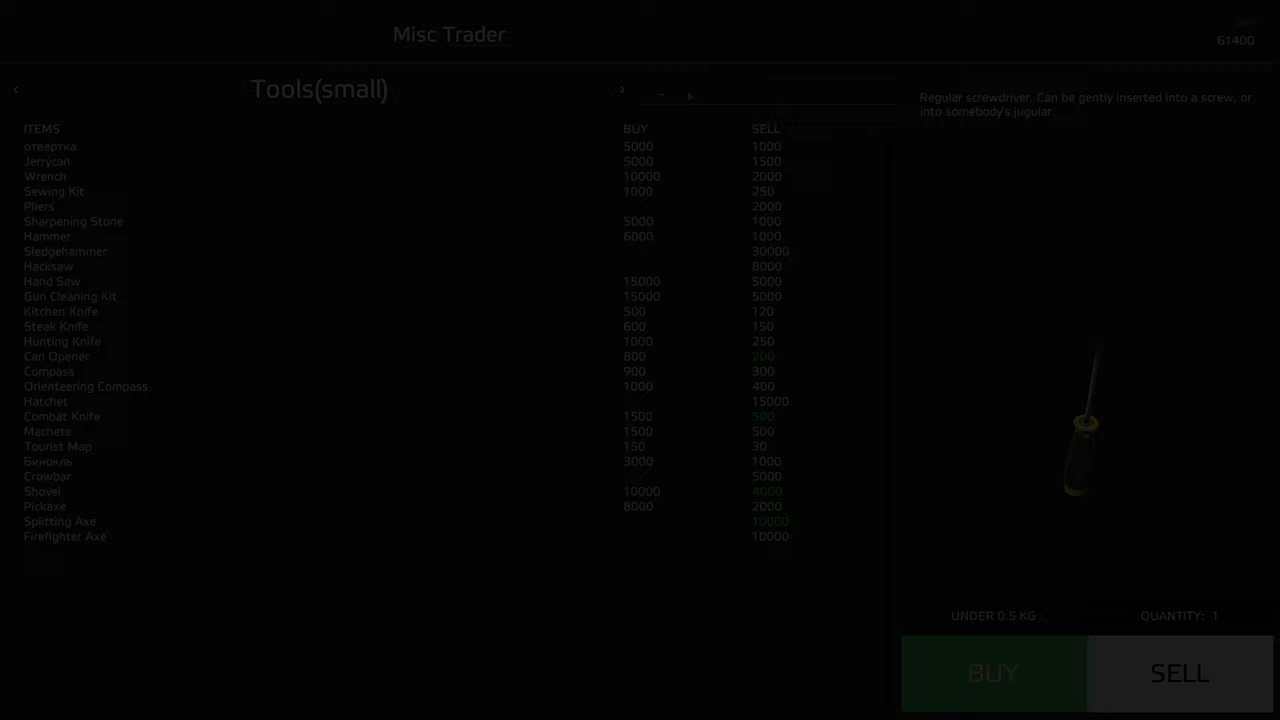 Misc Trader
61400
Tools(small)
Regular screwdriver. Can be gently inserted into a screw, or
into somebody's jugular.
ITEMS BUY SELL
отвертка 5000 1000
Jerrycan 5000 1500
Wrench 10000 2000
Sewing Kit 1000 250
Pliers 2000
Sharpening Stone 5000 1000
Hammer 6000 1000
Sledgehammer 30000
Hacksaw 8000
Hand Saw 15000 5000
Gun Cleaning Kit 15000 5000
Kitchen Knife 500 120
Steak Knife 600 150
Hunting Knife 1000 250
Can Opener 800 200
Compass 900 300
Orienteering Compass 1000 400
Hatchet 15000
Combat Knife 1500 500
Machete 1500 500
Tourist Map 150 30
Бинокль 3000 1000
Crowbar 5000
Shovel 10000 4000
Pickaxe 8000 2000
Splitting Axe 10000
Firefighter Axe 10000
UNDER 0.5 KG QUANTITY: 1
BUY SELL